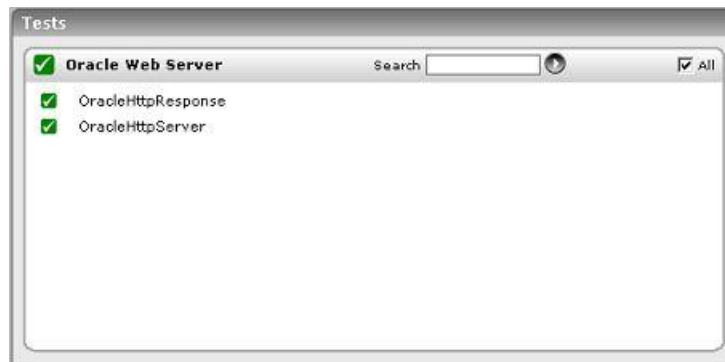 Tests
Oracle Web Server Search All
OracleHttpResponse
OracleHttpServer